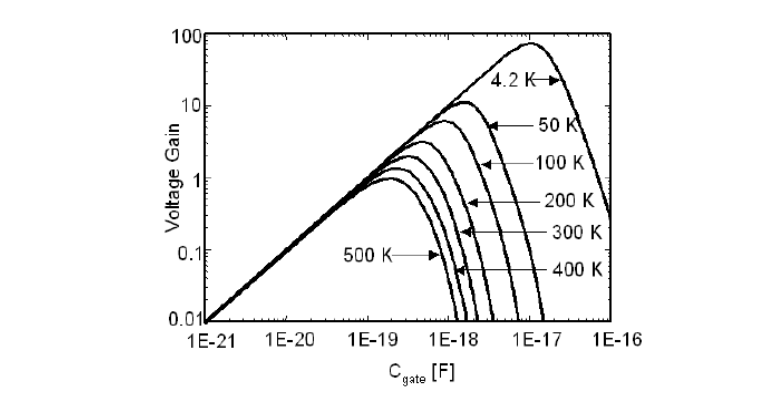 100
10
1
0.1
0.01
Voltage Gain
4.2 K
50 K
100 K
200 K
300 K
400 K
500 K
1E-21 1E-20 1E-19 1E-18 1E-17 1E-16
Cgate [F]